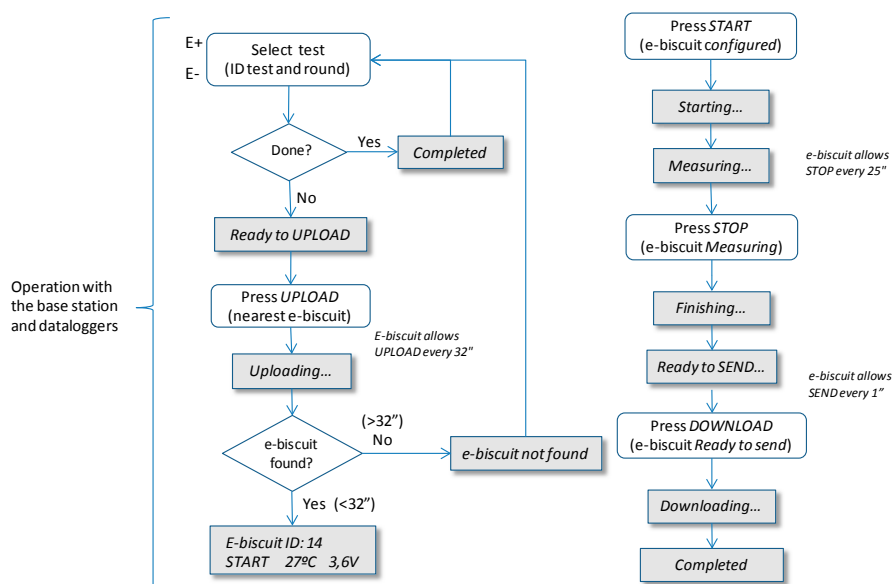 E+
E-
Select test
(ID test and round)
Done?
Yes
Completed
No
Ready to UPLOAD
Operation with
the base station
and dataloggers
Press UPLOAD
(nearest e-biscuit)
E-biscuit allows
UPLOAD every 32"
Uploading...
(>32")
No
e-biscuit
found?
e-biscuit not found
Yes (<32")
E-biscuit ID: 14
START 27ºC 3,6V
Press START
(e-biscuit configured)
Starting...
Measuring...
e-biscuit allows
STOP every 25"
Press STOP
(e-biscuit Measuring)
Finishing...
Ready to SEND...
e-biscuit allows
SEND every 1"
Press DOWNLOAD
(e-biscuit Ready to send)
Downloading...
Completed